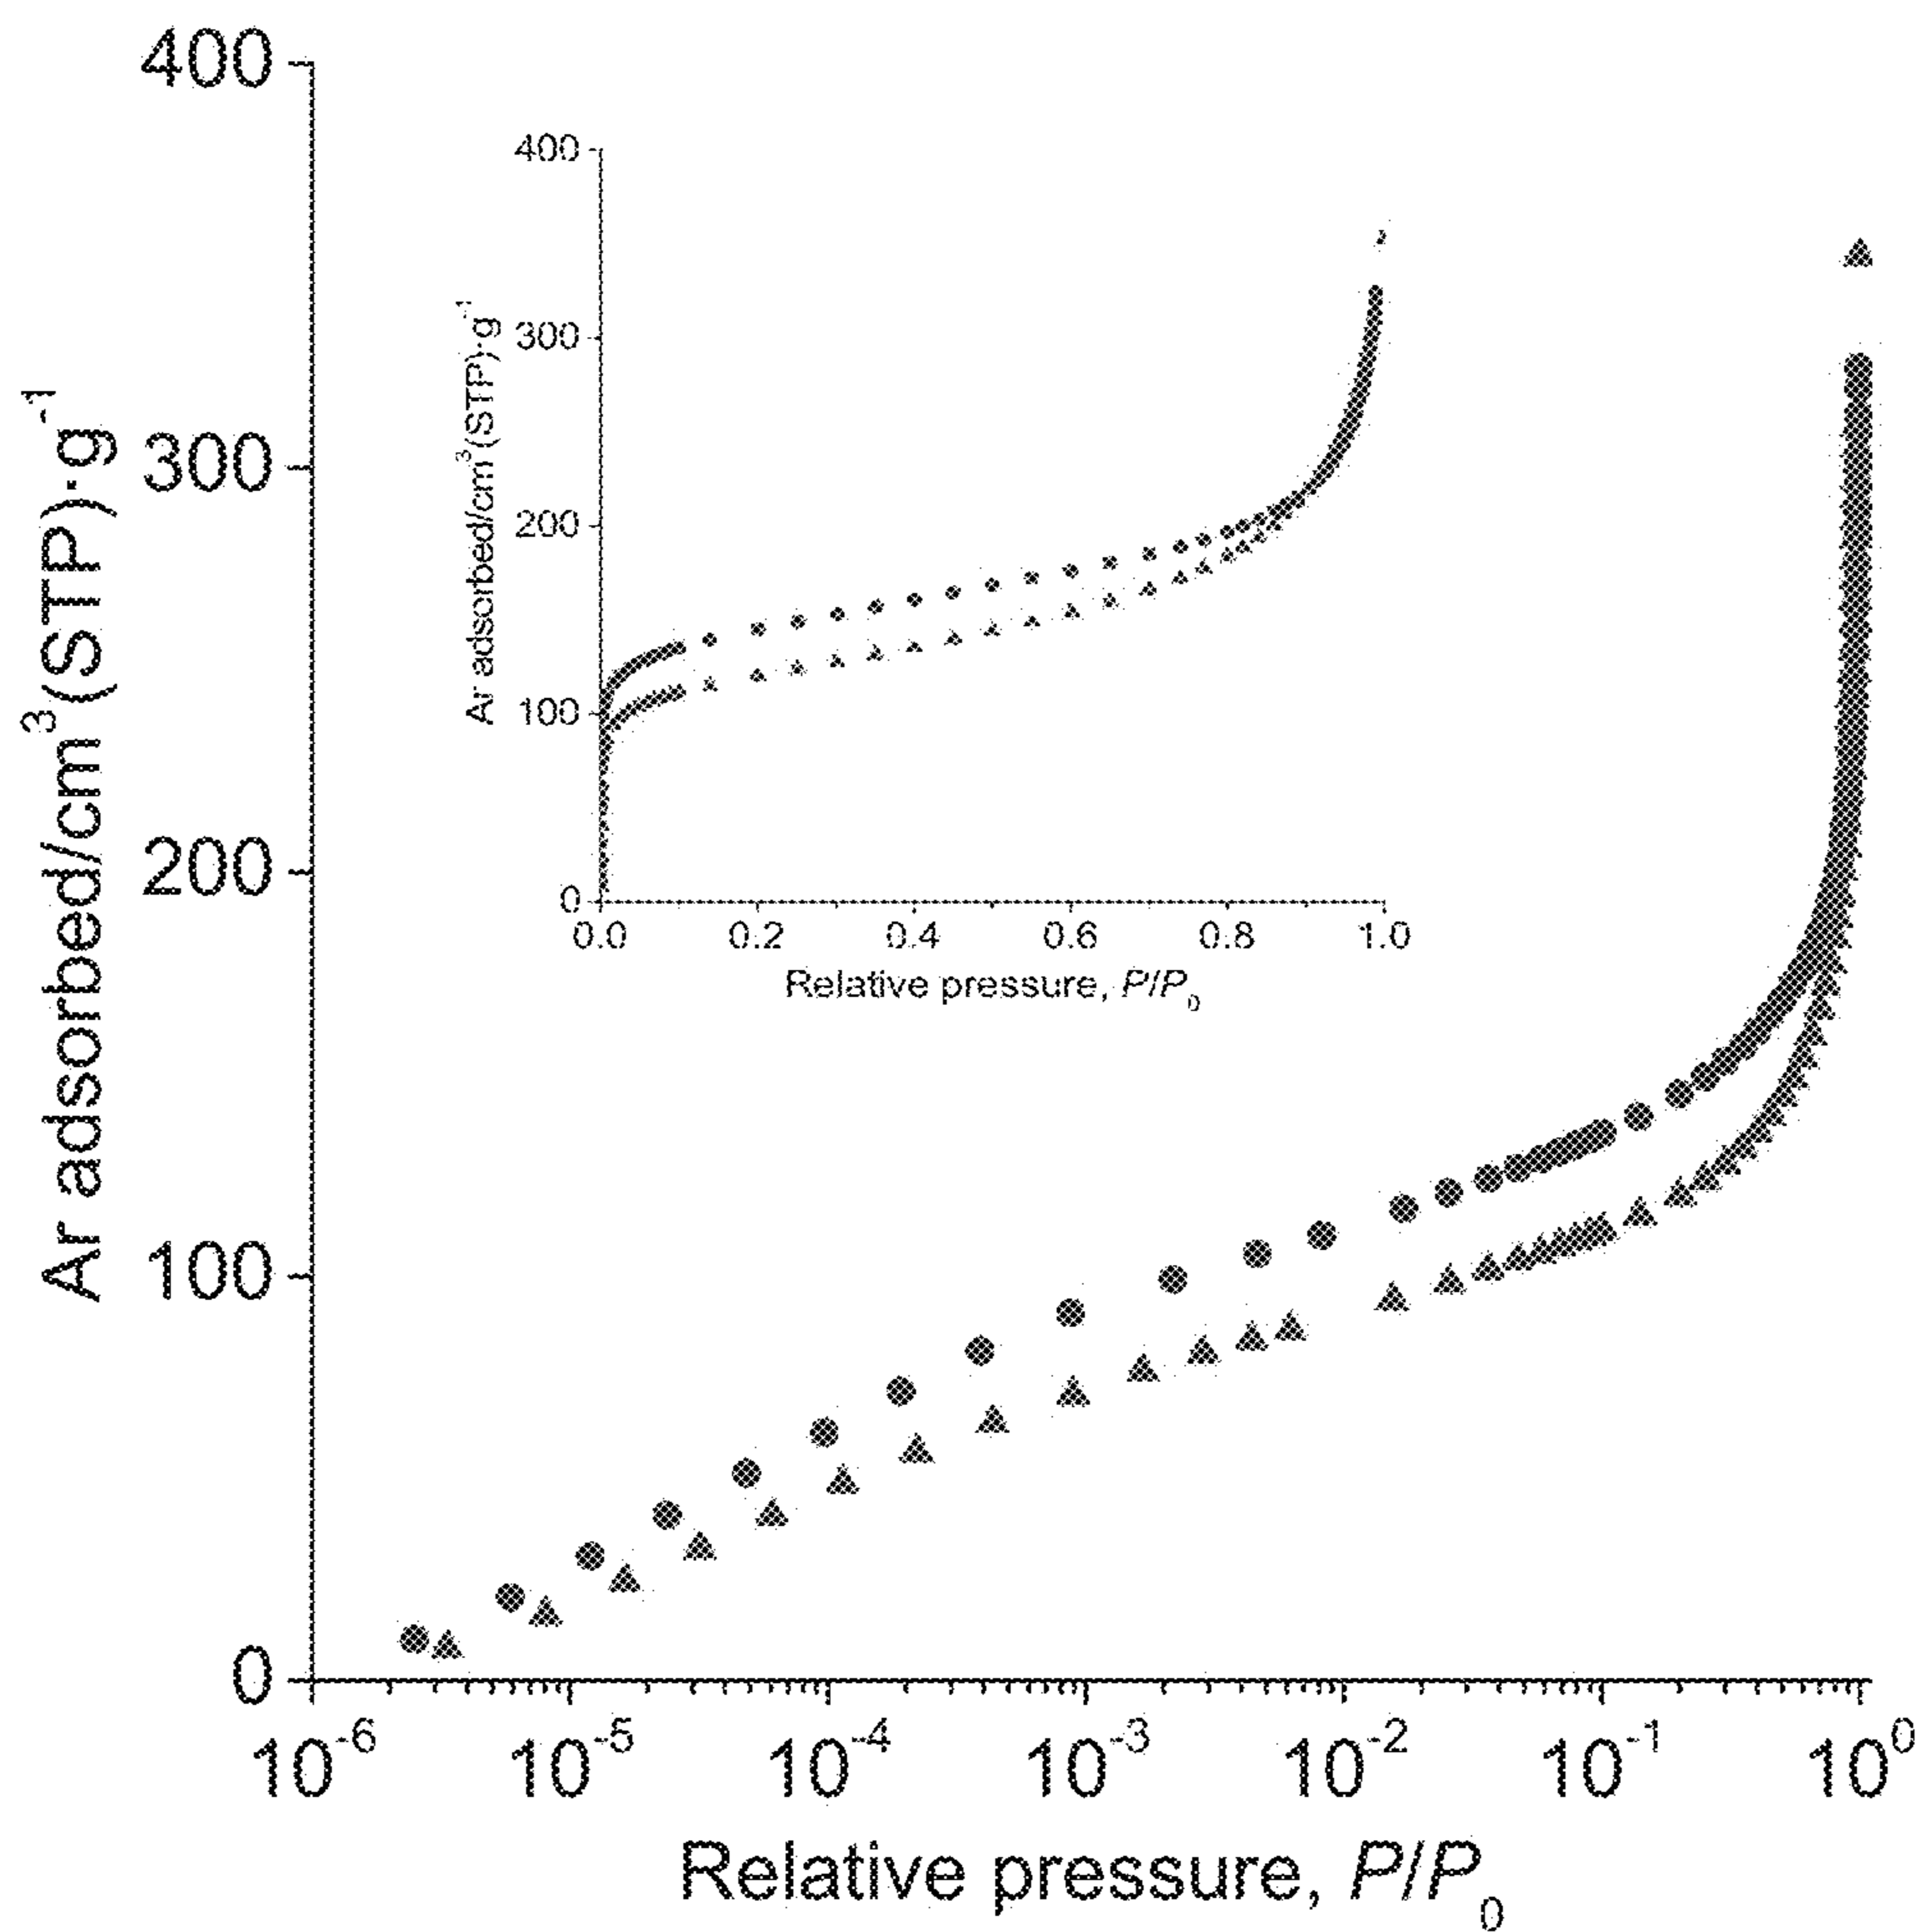 400
300
200
100
0
Ar adsorbed/cm³(STP)·g⁻¹
10⁻⁶ 10⁻⁵ 10⁻⁴ 10⁻³ 10⁻² 10⁻¹ 10⁰
Relative pressure, P/P₀
400
300
200
100
0
Ar adsorbed/cm³(STP)·g⁻¹
0.0 0.2 0.4 0.6 0.8 1.0
Relative pressure, P/P₀